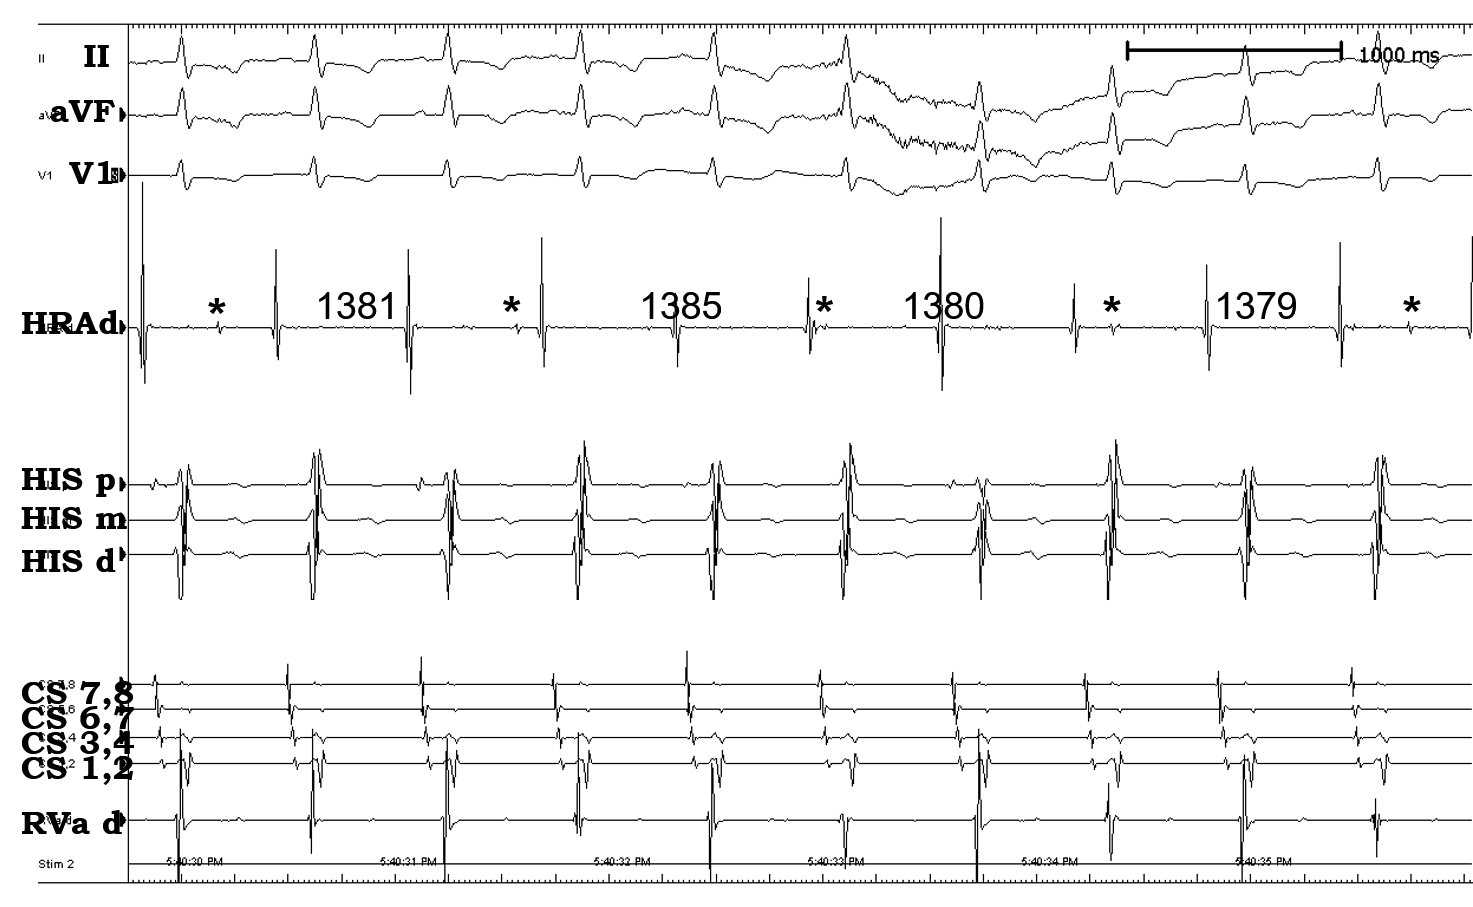 II II
1000 ms
aVF
V1 V1
HRAd
* 1381 * 1385 * 1380 * 1379 *
HIS p
HIS m
HIS d
CS 7,8
CS 6,7
CS 3,4
CS 1,2
RVa d
Stim 2 5:40:30 PM 5:40:31 PM 5:40:32 PM 5:40:33 PM 5:40:34 PM 5:40:35 PM